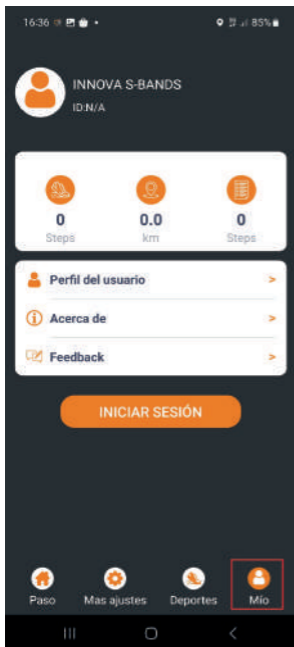 16:36
85%
INNOVA S-BANDS
ID:N/A
0
0.0
0
Steps
km
Steps
Perfil del usuario
>
Acerca de
>
Feedback
>
INICIAR SESIÓN
Paso
Mas ajustes
Deportes
Mío